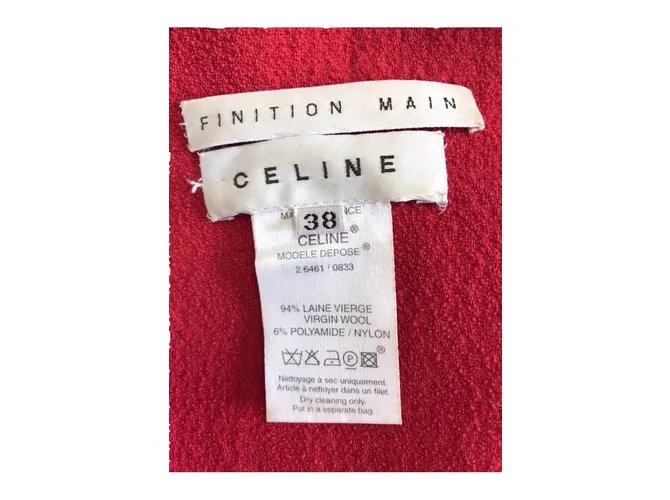 FINITION MAIN
CELINE
38
CELINE®
MODELE DEPOSE®
2.6461 / 0833
94% LAINE VIERGE
VIRGIN WOOL
6% POLYAMIDE / NYLON
P ®
Nettoyage à sec uniquement.
Article à nettoyer dans un filet.
Dry cleaning only.
Put in a separate bag.